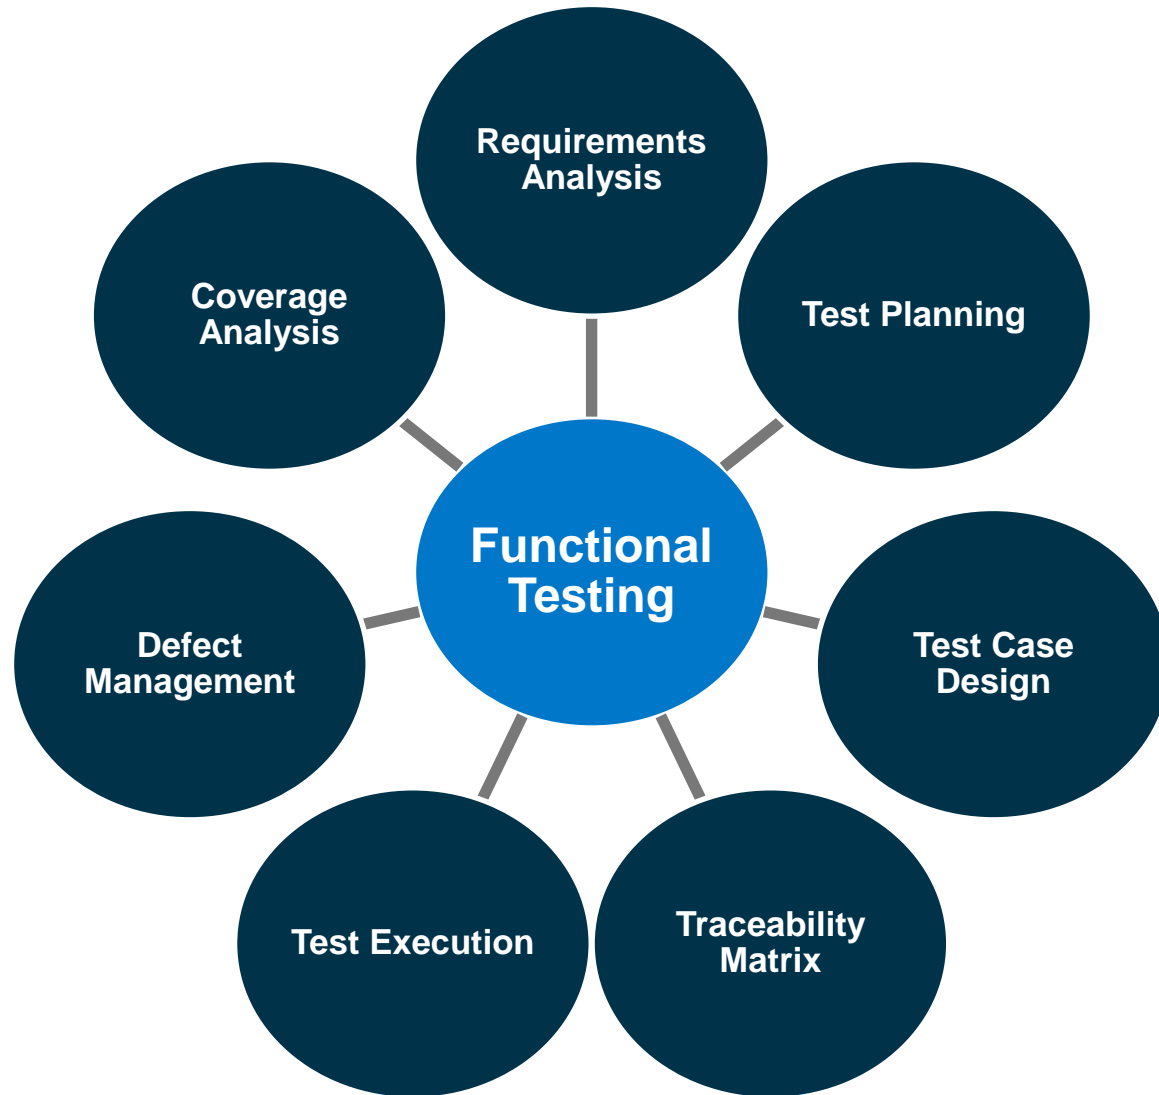 Requirements
Analysis
Test Planning
Test Case
Design
Traceability
Matrix
Test Execution
Defect
Management
Coverage
Analysis
Functional
Testing